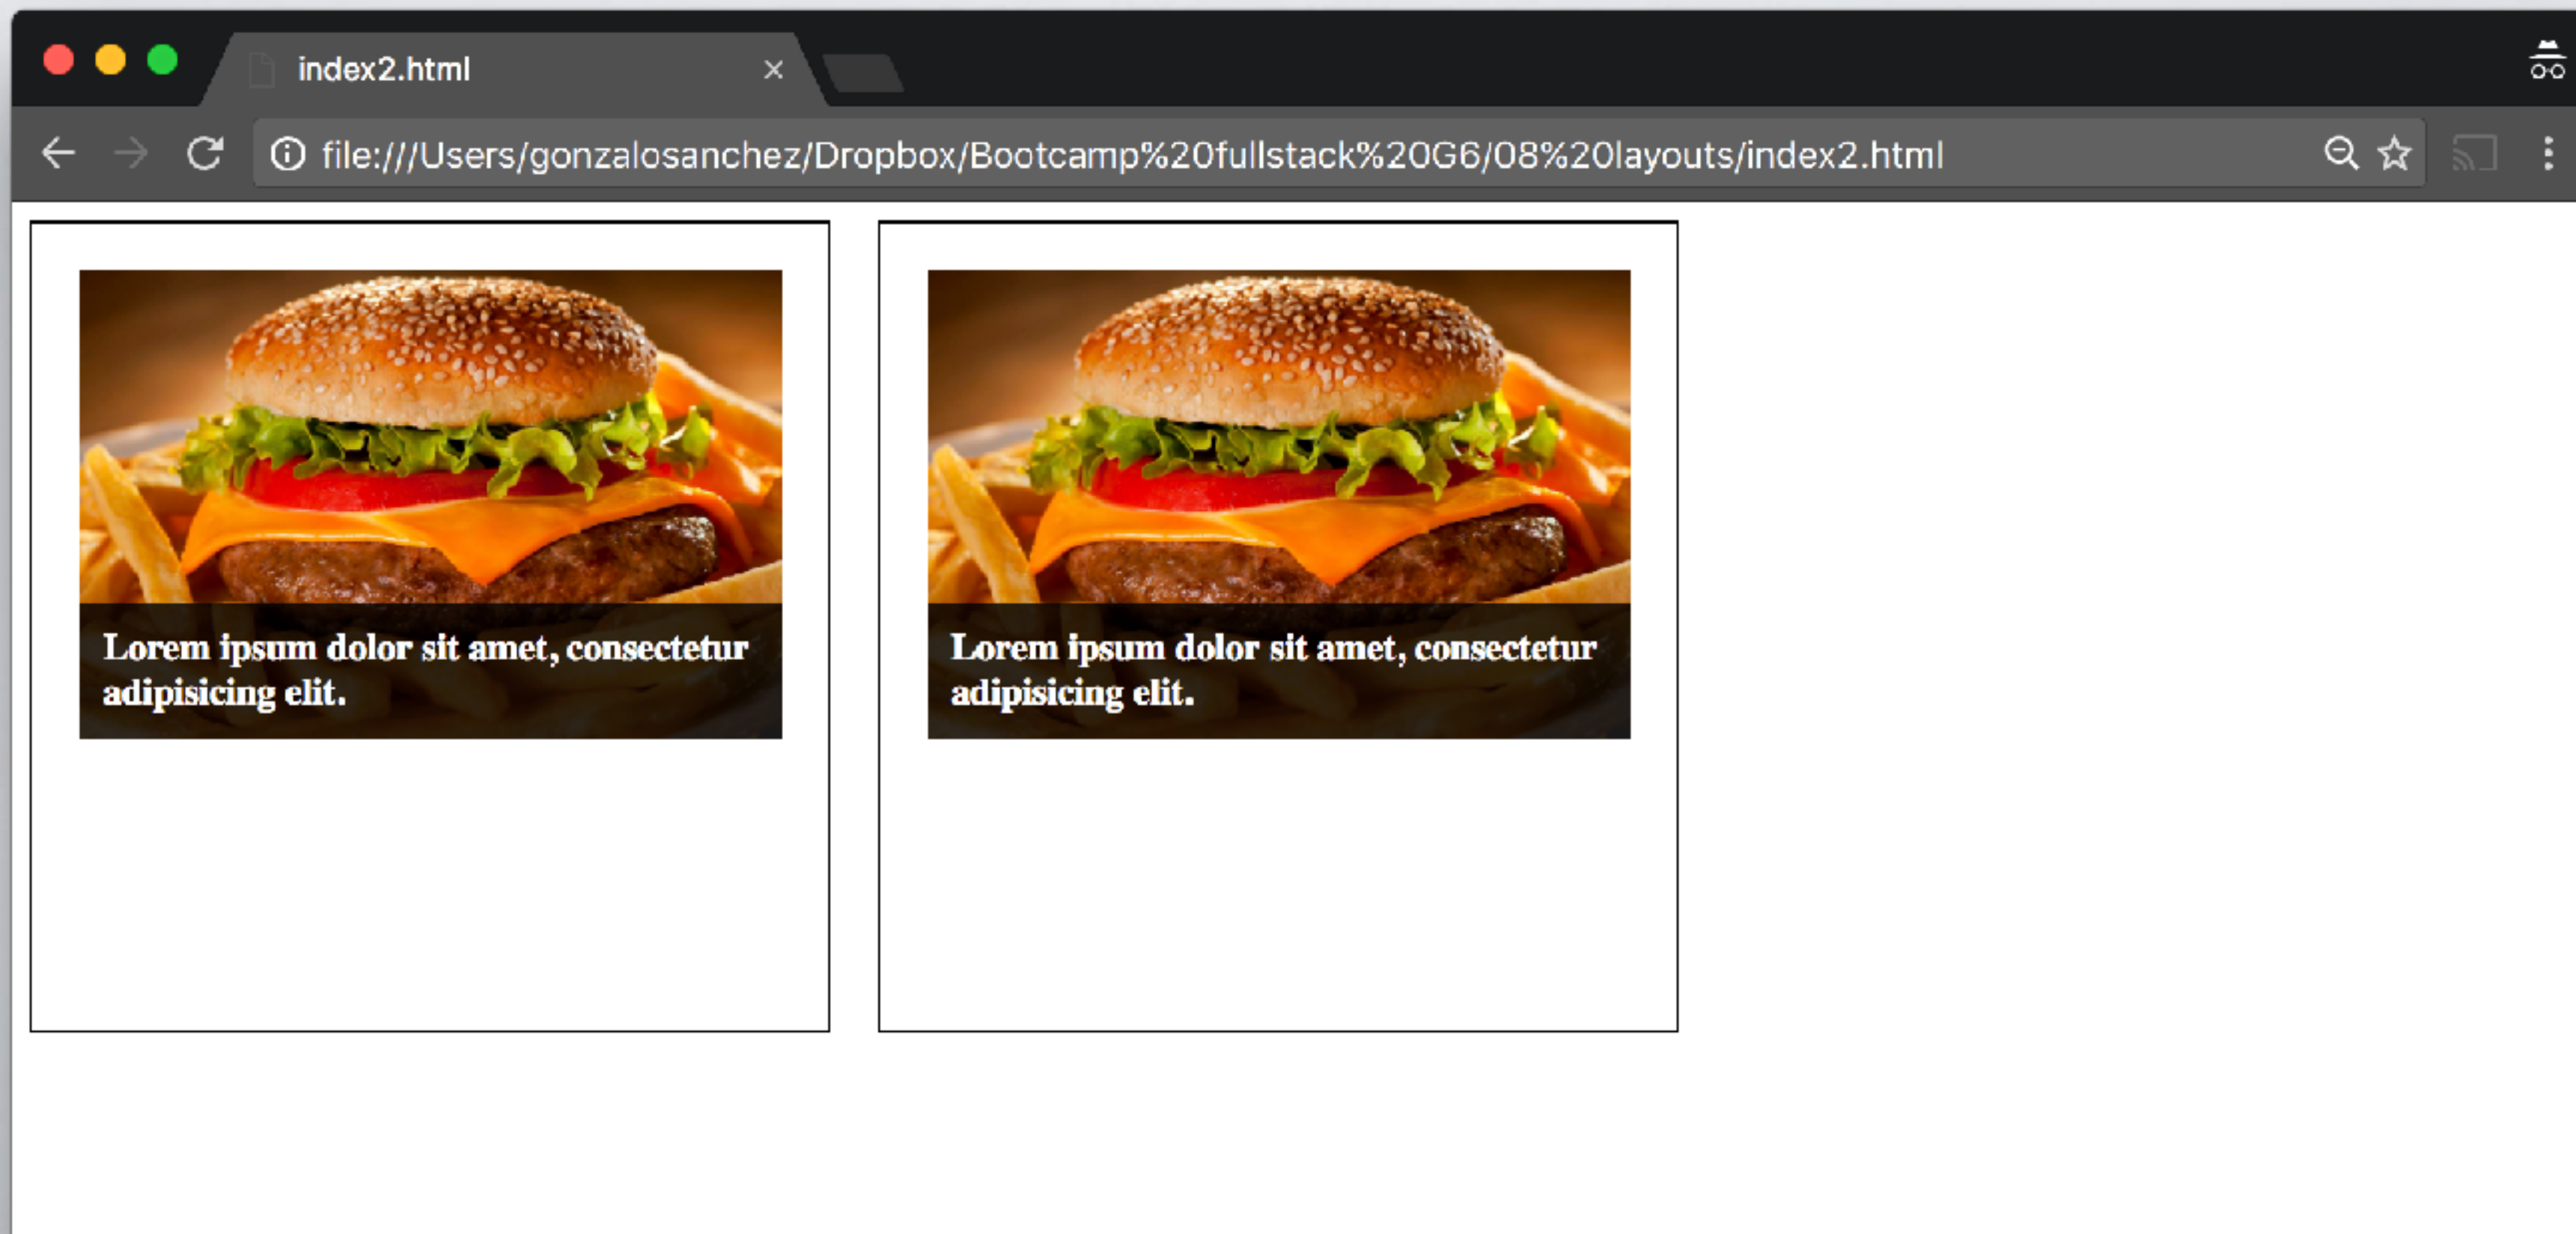 index2.html
file:///Users/gonzalosanchez/Dropbox/Bootcamp%20fullstack%20G6/08%20layouts/index2.html
Lorem ipsum dolor sit amet, consectetur
adipisicing elit.
Lorem ipsum dolor sit amet, consectetur
adipisicing elit.